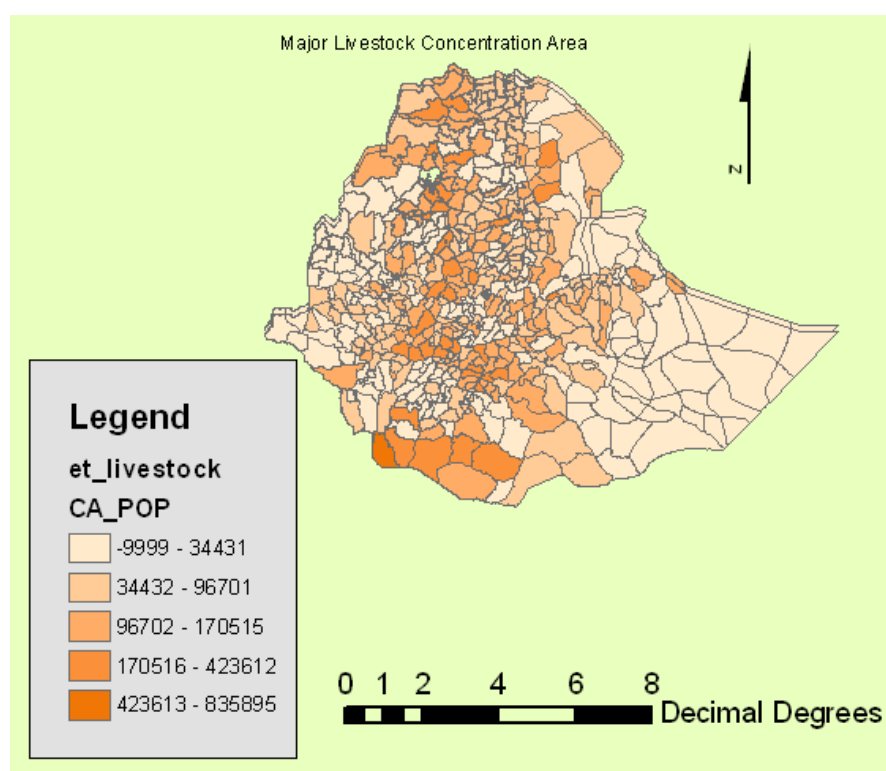 Major Livestock Concentration Area
N
Legend
et_livestock
CA_POP
-9999 - 34431
34432 - 96701
96702 - 170515
170516 - 423612
423613 - 835895
0 1 2 4 6 8
Decimal Degrees